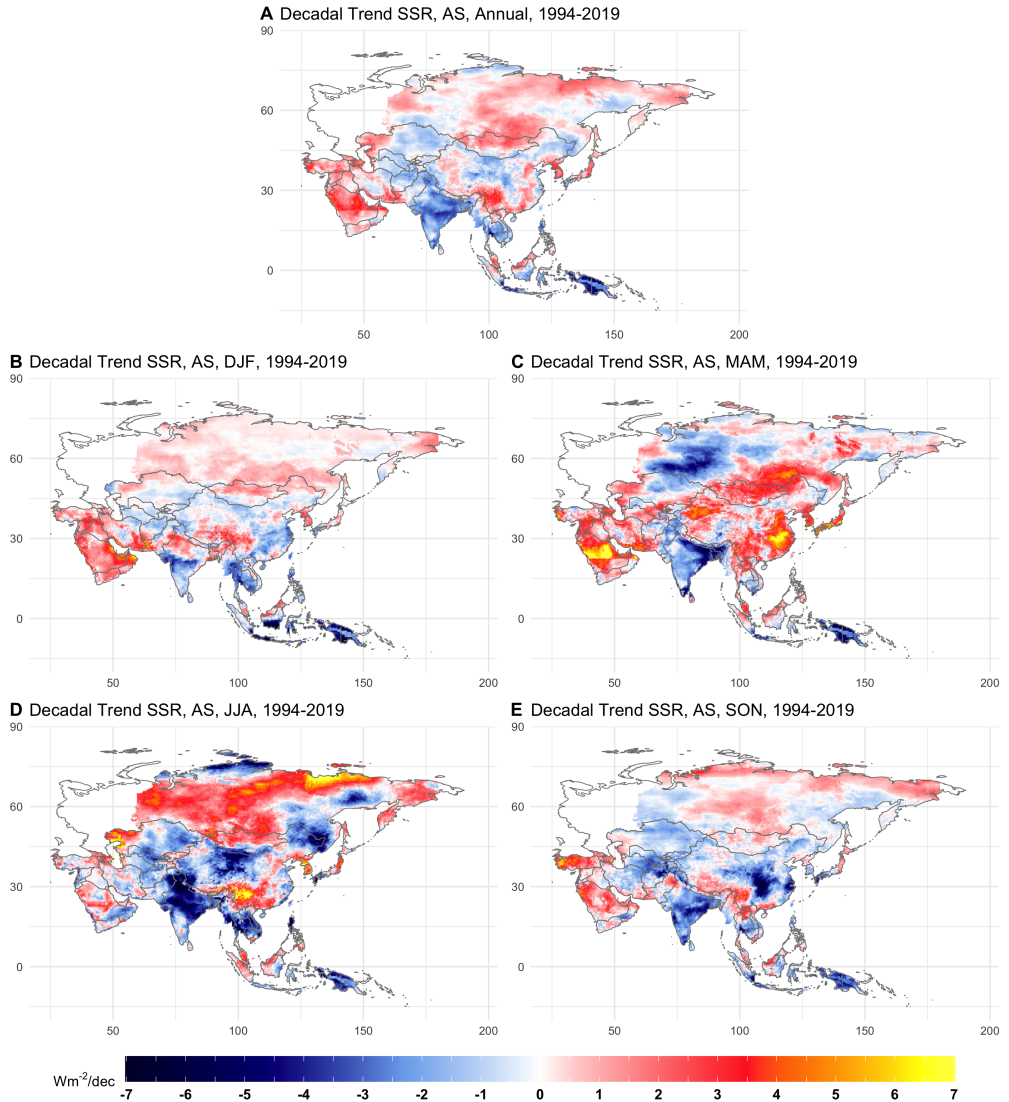 A Decadal Trend SSR, AS, Annual, 1994-2019
90
60
30
0
50 100 150 200
B Decadal Trend SSR, AS, DJF, 1994-2019
90
60
30
0
50 100 150 200
C Decadal Trend SSR, AS, MAM, 1994-2019
90
60
30
0
50 100 150 200
D Decadal Trend SSR, AS, JJA, 1994-2019
90
60
30
0
50 100 150 200
E Decadal Trend SSR, AS, SON, 1994-2019
90
60
30
0
50 100 150 200
Wm⁻²/dec
-7 -6 -5 -4 -3 -2 -1 0 1 2 3 4 5 6 7